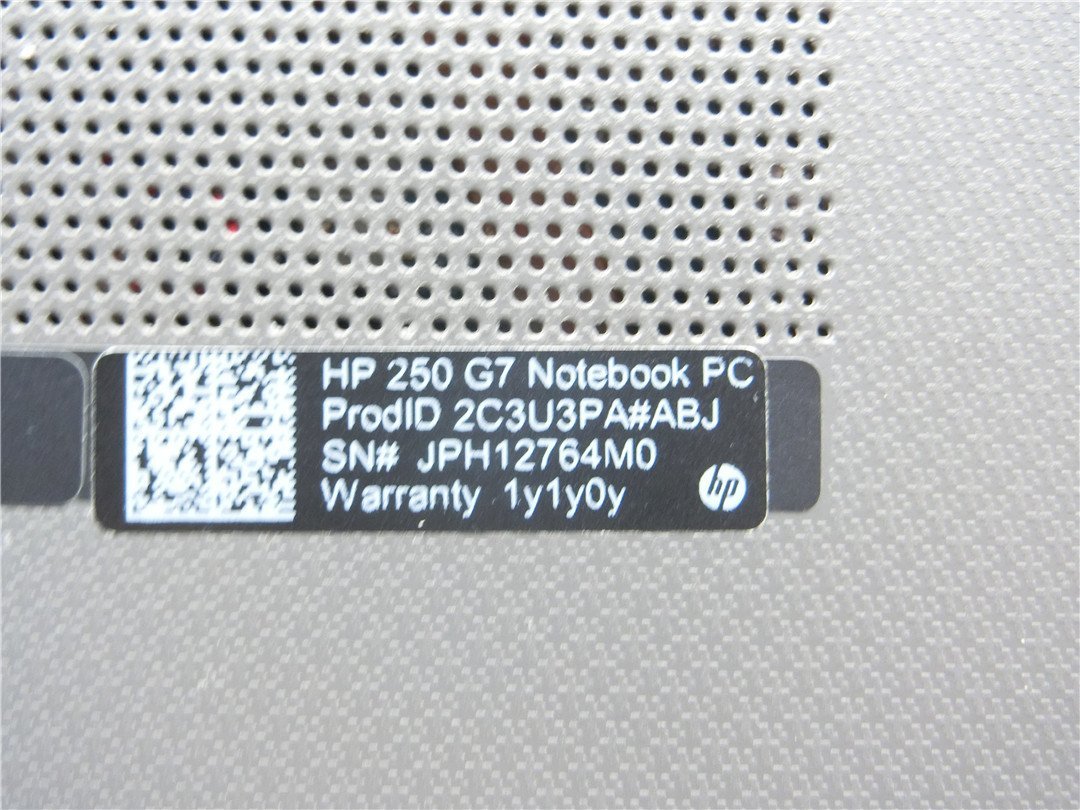 HP 250 G7 Notebook PC
ProdID 2C3U3PA#ABJ
SN# JPH12764M0
Warranty 1y1y0y
hp